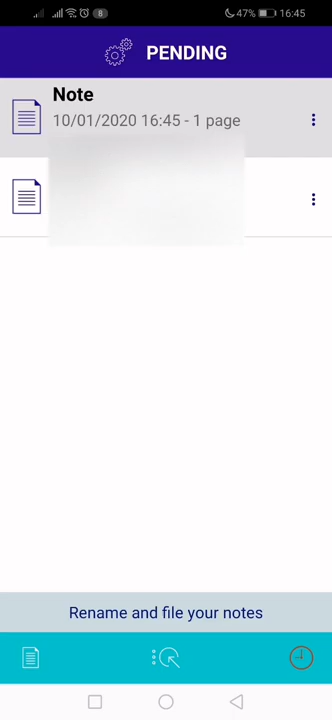 47% 16:45
8
PENDING
Note
10/01/2020 16:45 - 1 page
Rename and file your notes